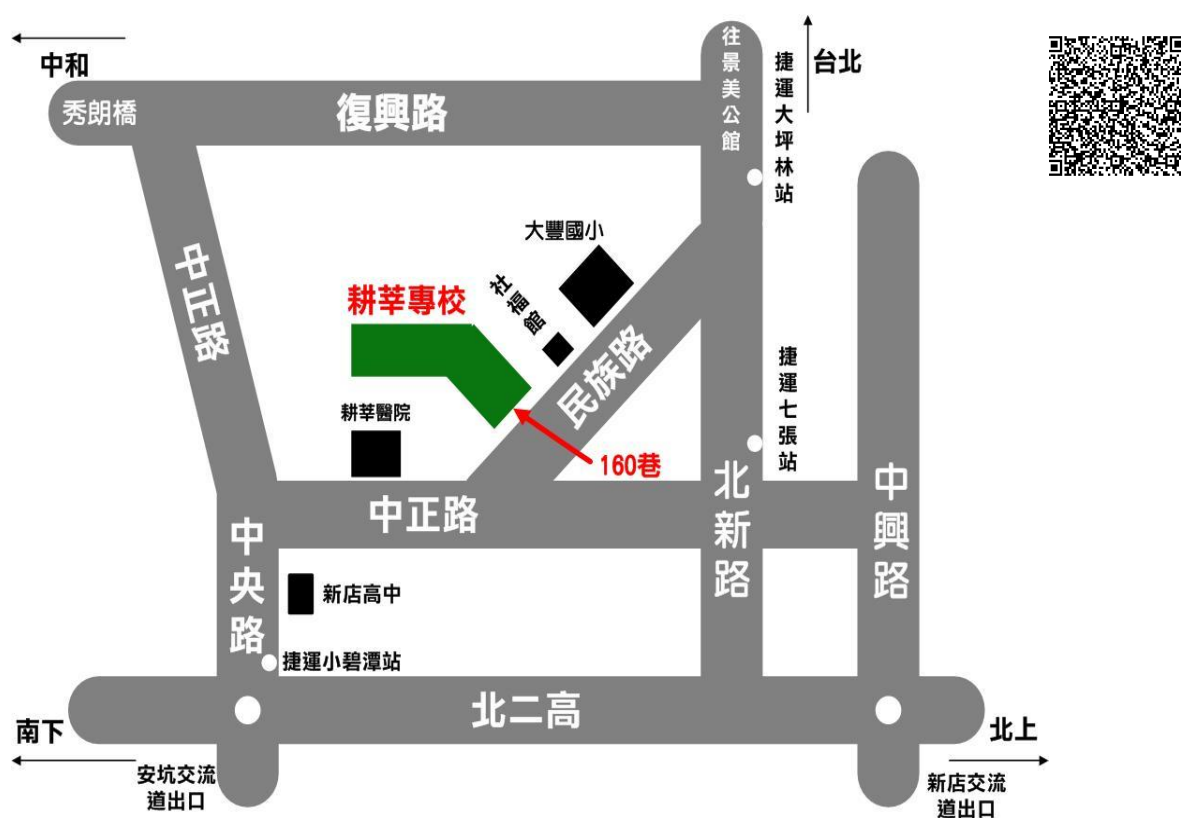 中和
秀朗橋
復興路
往景美公館
台北
捷運大坪林站
中正路
大豐國小
社福館
耕莘專校
民族路
耕莘醫院
160巷
捷運七張站
中正路
北新路
中興路
中央路
新店高中
捷運小碧潭站
北二高
南下
北上
安坑交流
道出口
新店交流
道出口